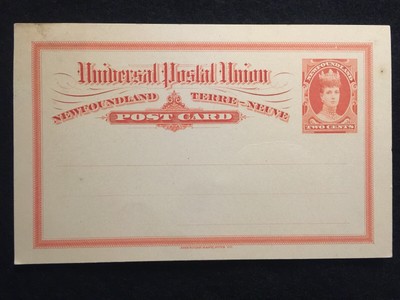 Universal Postal Union
NEWFOUNDLAND TERRE-NEUVE
POST CARD
NEWFOUNDLAND
TWO CENTS